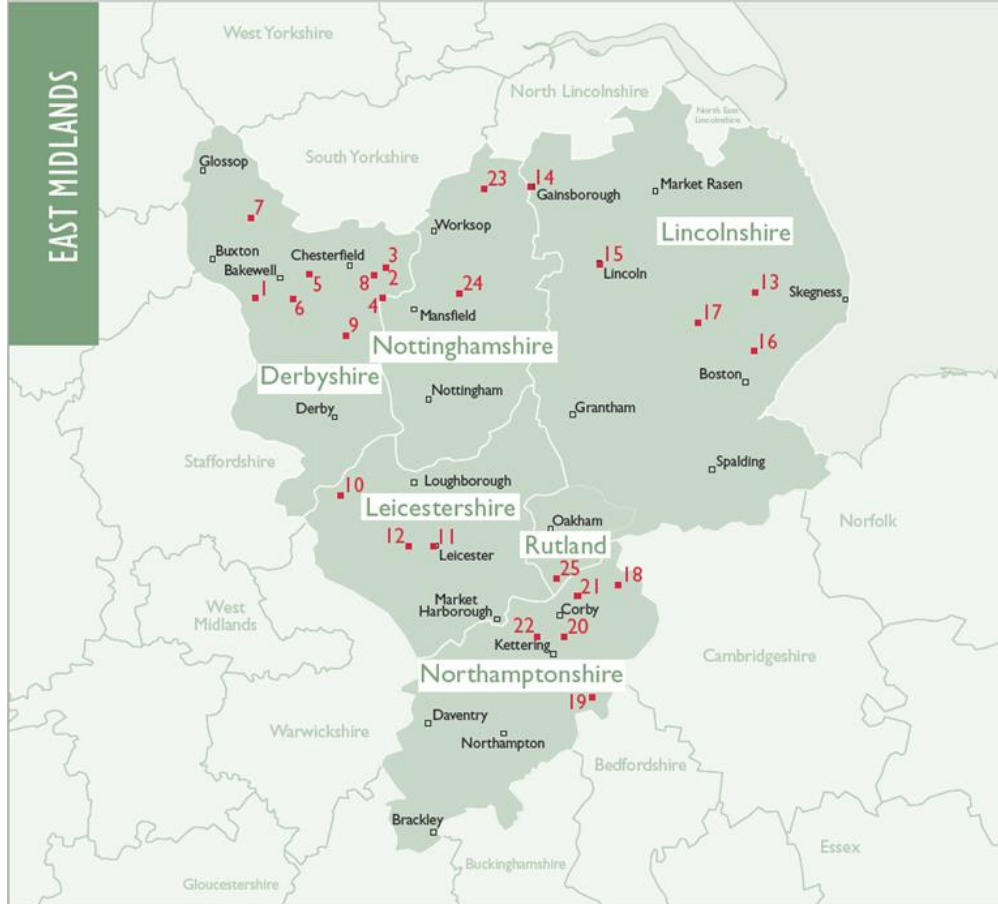 EAST MIDLANDS
West Yorkshire
North Lincolnshire
North East
Lincolnshire
South Yorkshire
Glossop
23
14
Gainsborough
Market Rasen
7
Worksop
Lincolnshire
Buxton
Chesterfield
3
15
Lincoln
Bakewell
5
8
2
13
1
6
4
24
Skegness
Mansfield
17
9
Nottinghamshire
16
Derbyshire
Boston
Nottingham
Derby
Grantham
Staffordshire
Spalding
10
Loughborough
Leicestershire
Oakham
Norfolk
12
11
Leicester
Rutland
25
18
21
West
Midlands
Market
Harborough
Corby
22
20
Kettering
Cambridgeshire
Northamptonshire
19
Daventry
Warwickshire
Northampton
Bedfordshire
Brackley
Essex
Buckinghamshire
Gloucestershire